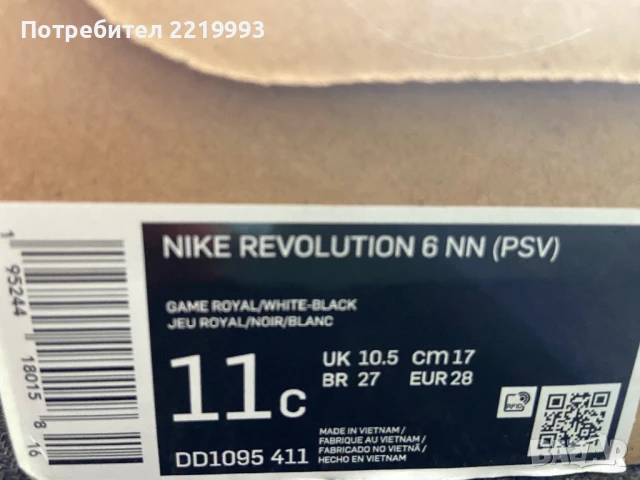 Потребител 2219993
NIKE REVOLUTION 6 NN (PSV)
GAME ROYAL/WHITE-BLACK
JEU ROYAL/NOIR/BLANC
11C
UK 10.5 cm 17
BR 27 EUR 28
RFID
MADE IN VIETNAM/
FABRIQUE AU VIETNAM/
FABRICADO NO VIETNÃ/
HECHO EN VIETNAM
DD1095 411
1 95244 18015 8 16
BAZAR